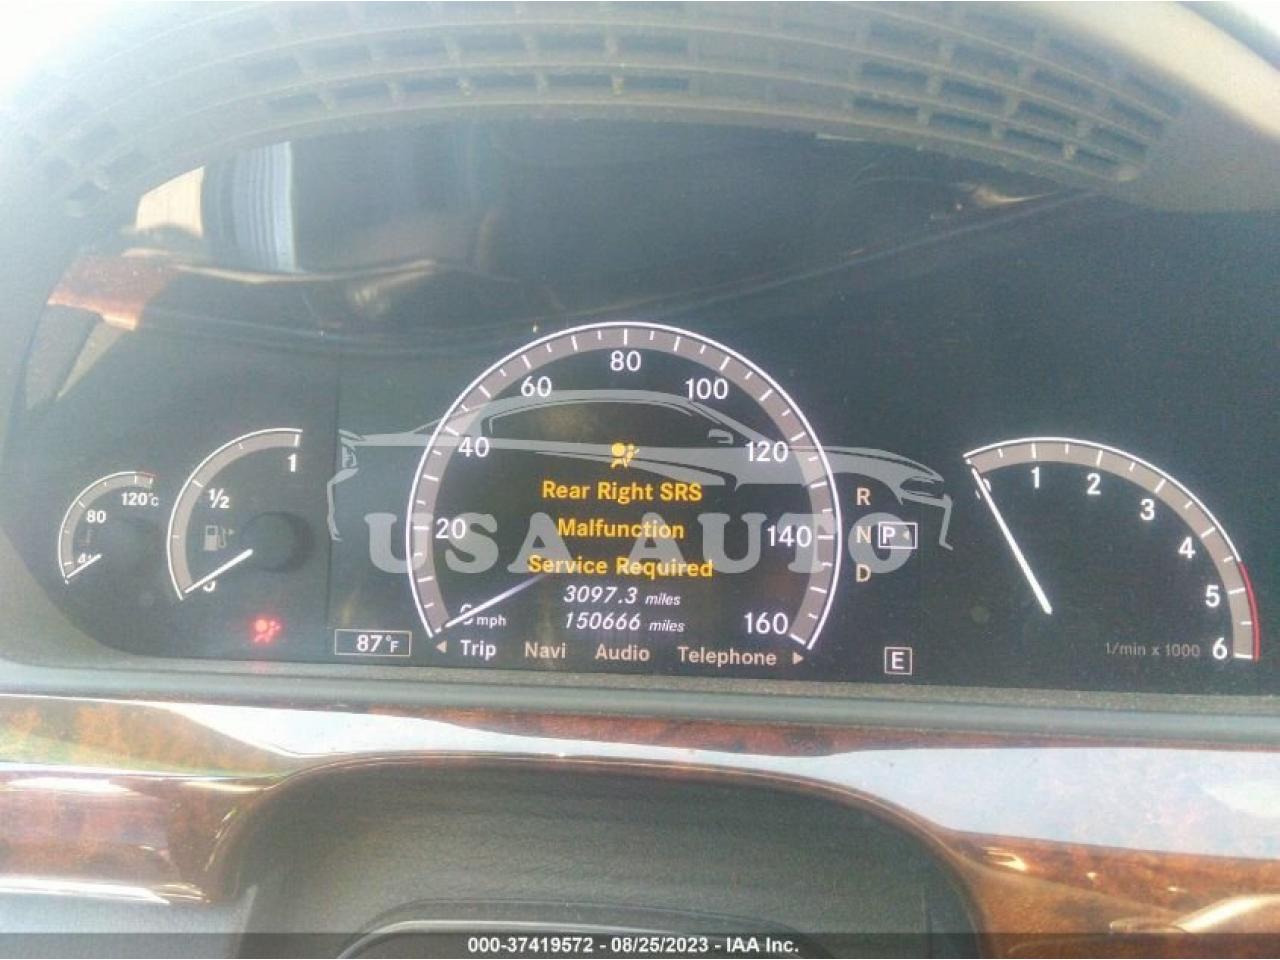 80
60
100
40
120
1
120°C
1/2
80
Rear Right SRS
R
1
2
3
20
Malfunction
140
N
P
4
USA AUTO
Service Required
D
3097.3 miles
5
mph
150666 miles
160
87°F
Trip
Navi
Audio
Telephone
E
1/min x 1000
6
000-37419572 - 08/25/2023 - IAA Inc.